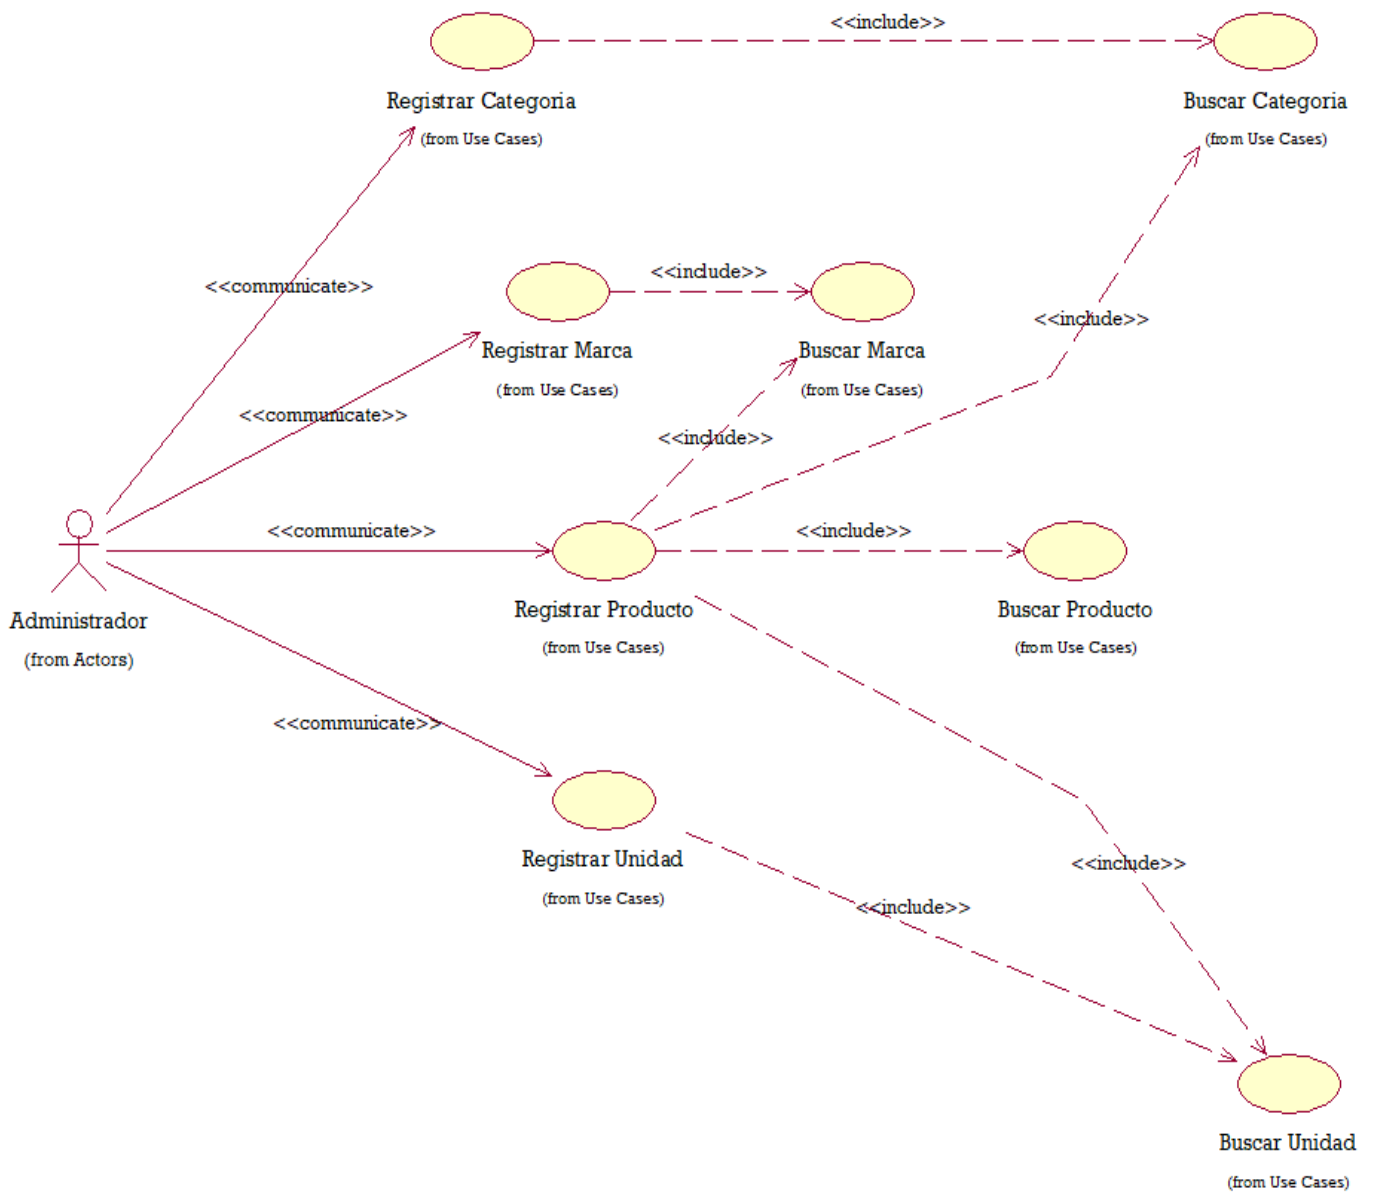 <<include>>
Registrar Categoria
(from Use Cases)
Buscar Categoria
(from Use Cases)
<<communicate>>
<<include>>
Registrar Marca
(from Use Cases)
Buscar Marca
(from Use Cases)
<<include>>
<<communicate>>
<<include>>
<<communicate>>
<<include>>
Administrador
(from Actors)
Registrar Producto
(from Use Cases)
Buscar Producto
(from Use Cases)
<<communicate>>
Registrar Unidad
(from Use Cases)
<<include>>
<<include>>
Buscar Unidad
(from Use Cases)